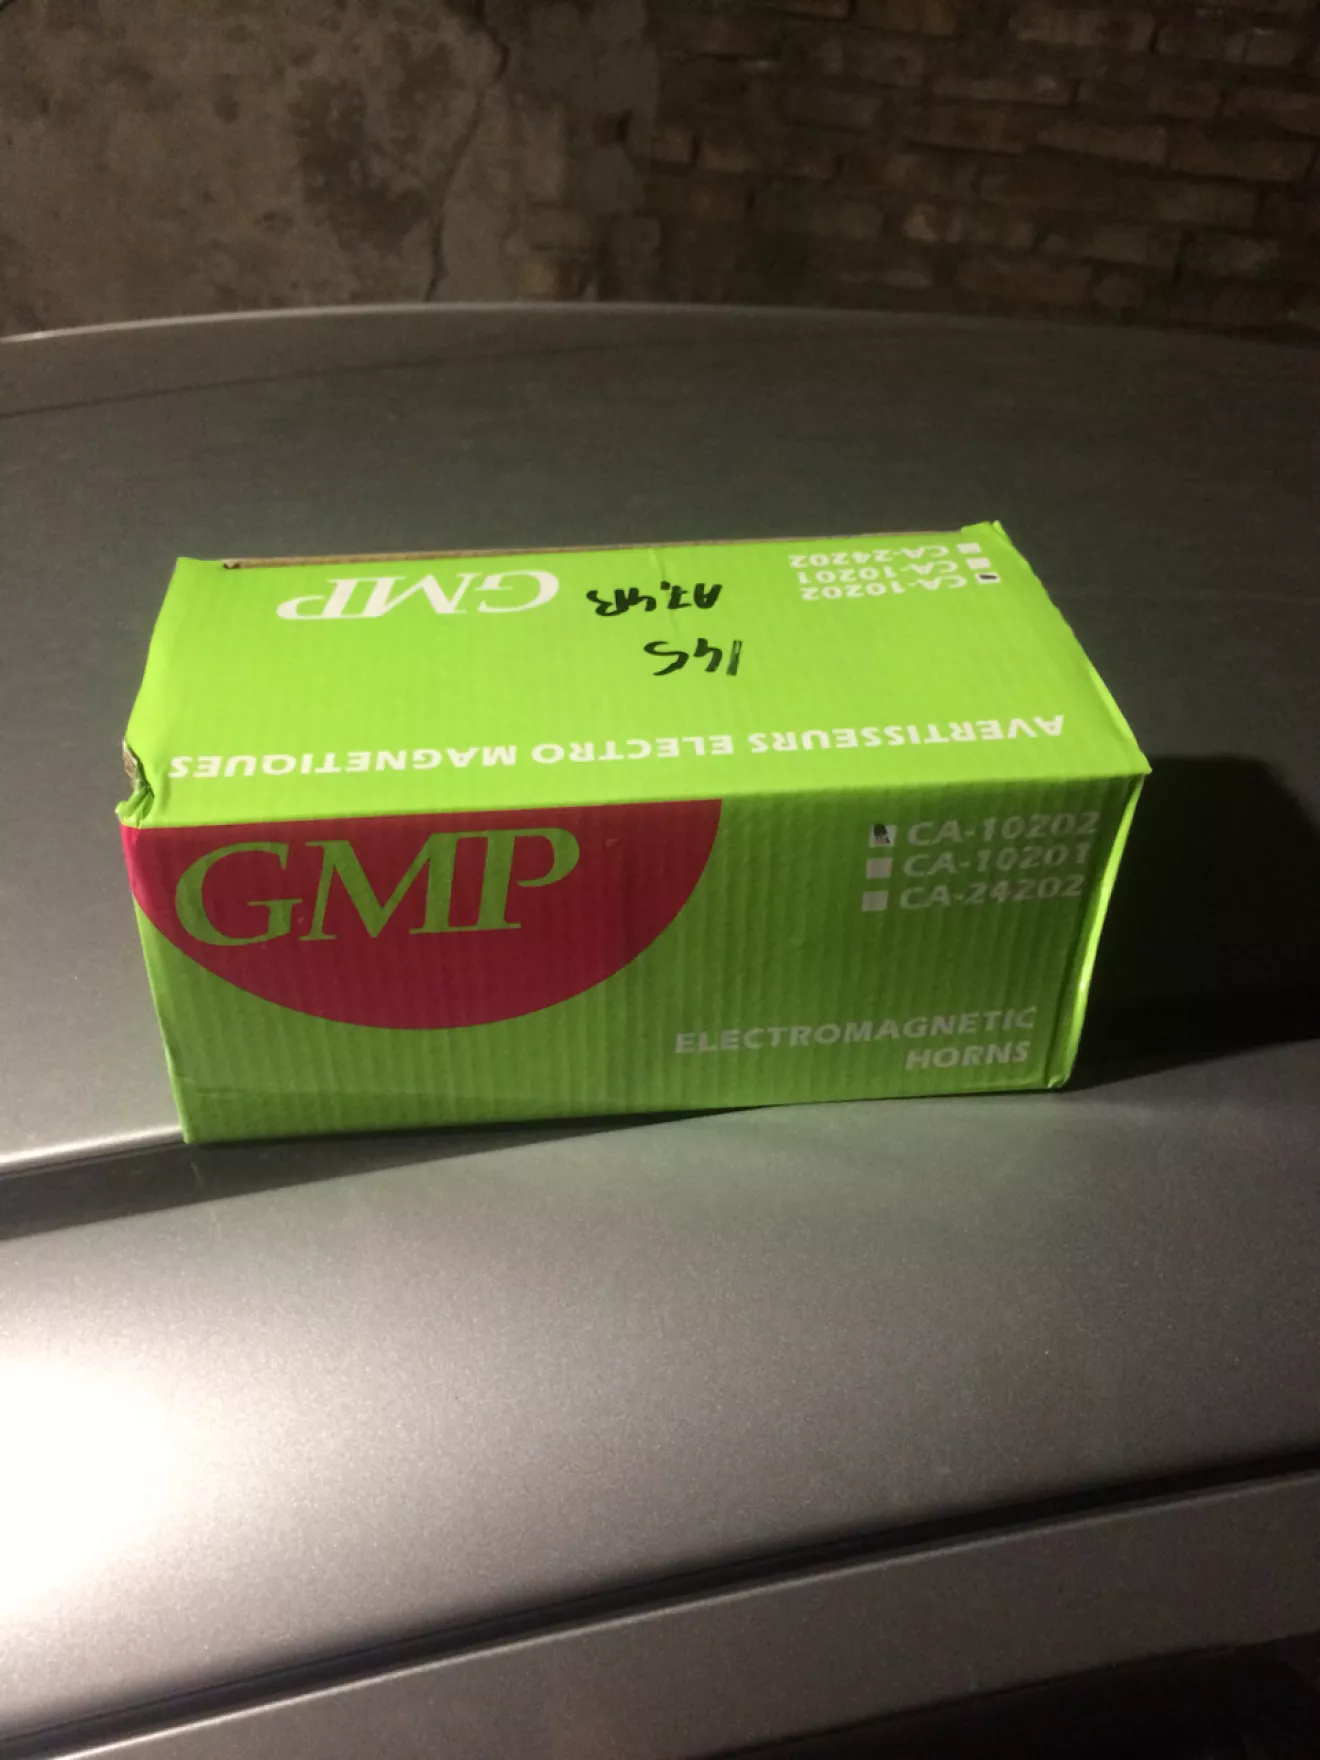 AVERTISSEURS ELECTRO MAGNETIQUES
145
GMP
CA-10202
CA-10201
CA-24202
GMP
CA-10202
CA-10201
CA-24202
ELECTROMAGNETIC
HORNS